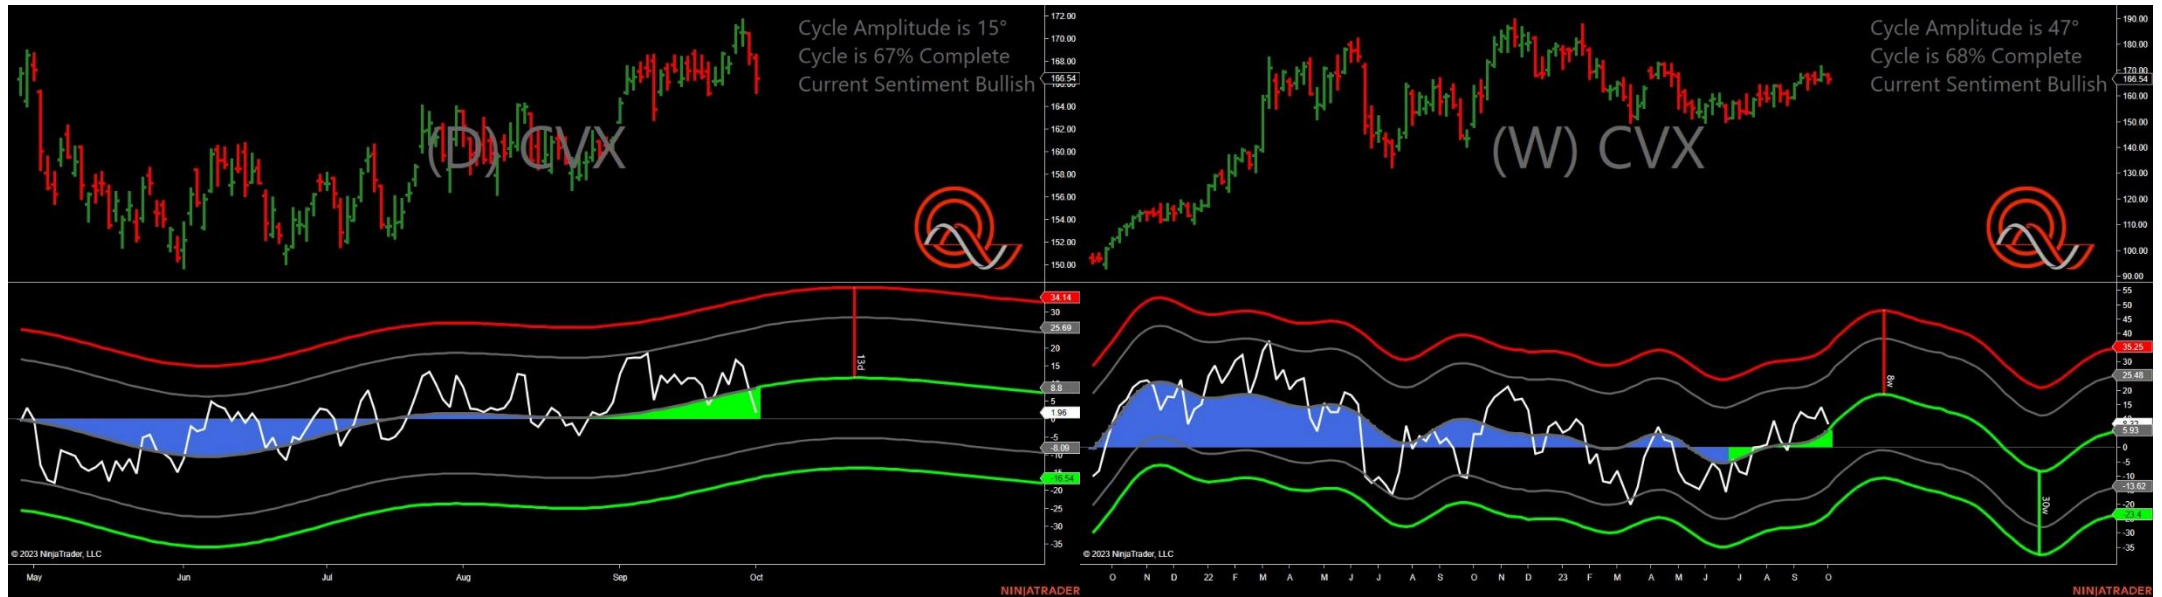 Cycle Amplitude is 15°
Cycle is 67% Complete
Current Sentiment Bullish
(D) CVX
172.00
170.00
168.00
166.54
164.00
162.00
160.00
158.00
156.00
154.00
152.00
150.00
34.14
30
25.69
20
15
8.8
5
1.96
0
-5
-8.09
-10
-16.54
-20
-25
-30
-35
13d
© 2023 NinjaTrader, LLC
May
Jun
Jul
Aug
Sep
Oct
NINJATRADER
Cycle Amplitude is 47°
Cycle is 68% Complete
Current Sentiment Bullish
(W) CVX
190.00
180.00
170.00
166.54
160.00
150.00
140.00
130.00
120.00
110.00
100.00
90.00
55
50
45
40
35.25
30
25.48
20
15
10
5.93
0
-5
-10
-13.62
-20
-23.4
-30
-35
8w
30w
© 2023 NinjaTrader, LLC
O N D 22 F M A M J J A S O N D 23 F M A M J J A S O
NINJATRADER